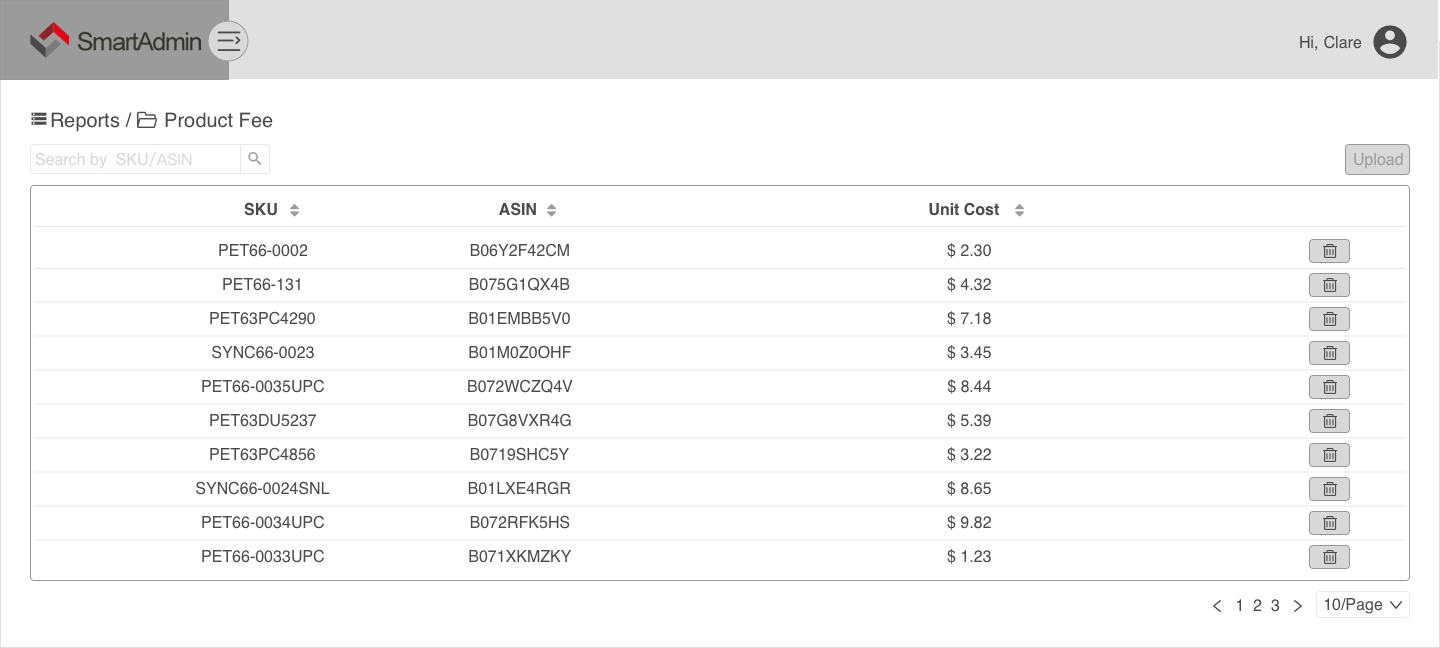 SmartAdmin
Hi, Clare
Reports / Product Fee
Search by SKU/ASIN
Upload
SKU ASIN Unit Cost
PET66-0002 B06Y2F42CM $ 2.30
PET66-131 B075G1QX4B $ 4.32
PET63PC4290 B01EMBB5V0 $ 7.18
SYNC66-0023 B01M0Z0OHF $ 3.45
PET66-0035UPC B072WCZQ4V $ 8.44
PET63DU5237 B07G8VXR4G $ 5.39
PET63PC4856 B0719SHC5Y $ 3.22
SYNC66-0024SNL B01LXE4RGR $ 8.65
PET66-0034UPC B072RFK5HS $ 9.82
PET66-0033UPC B071XKMZKY $ 1.23
1 2 3 10/Page